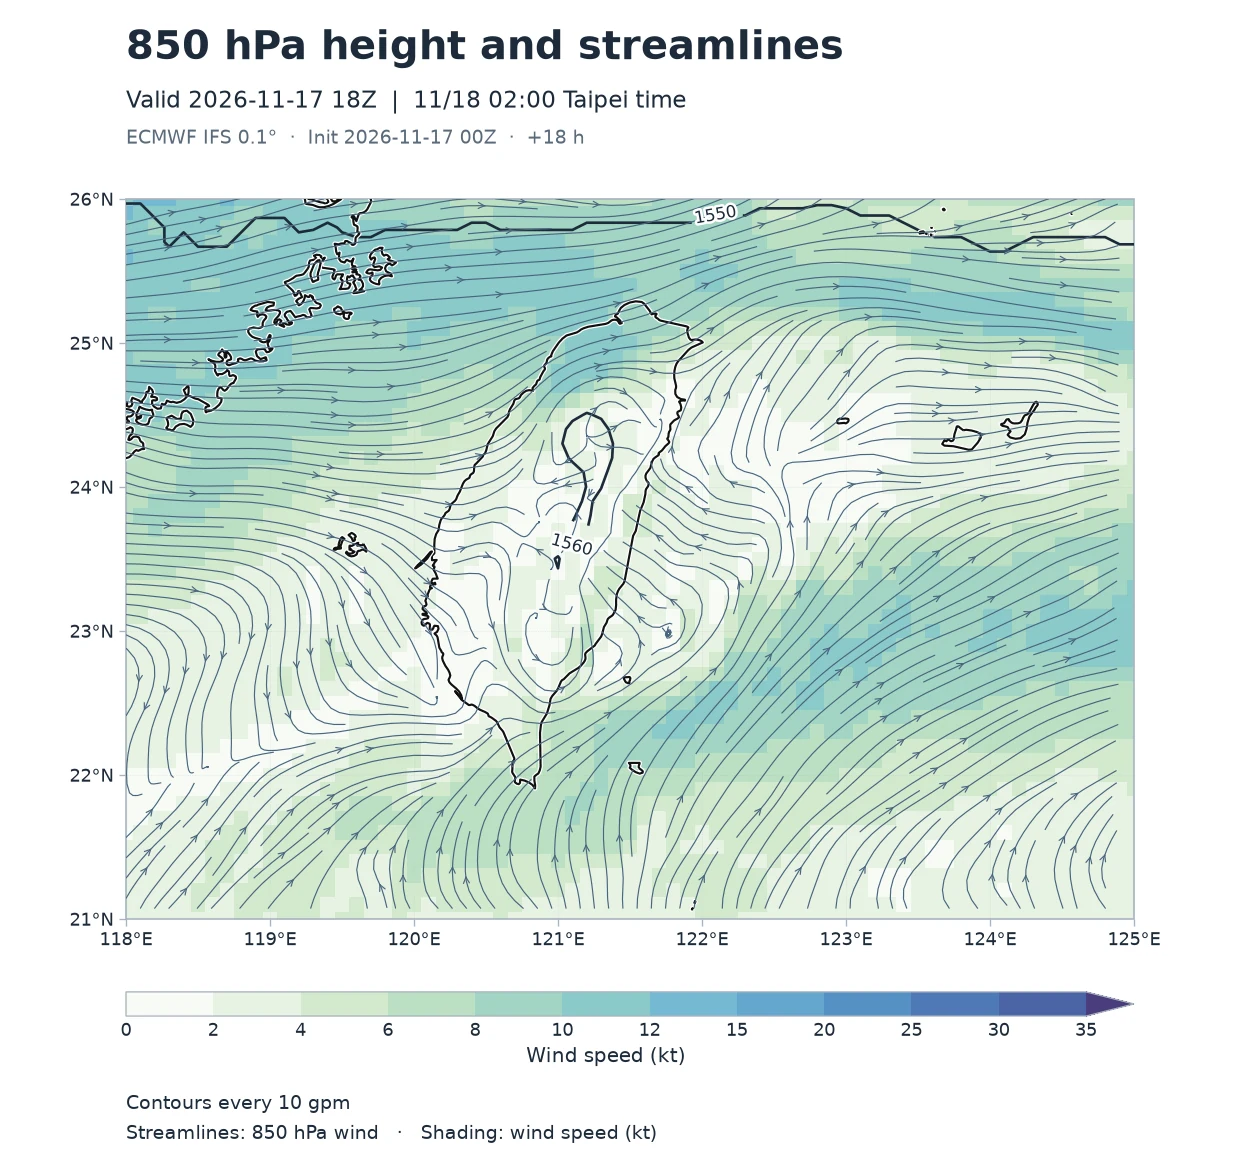 850 hPa height and streamlines
Valid 2026-11-17 18Z | 11/18 02:00 Taipei time
ECMWF IFS 0.1° · Init 2026-11-17 00Z · +18 h
26°N
1550
25°N
24°N
1560
23°N
22°N
21°N
118°E 119°E 120°E 121°E 122°E 123°E 124°E 125°E
0 2 4 6 8 10 12 15 20 25 30 35
Wind speed (kt)
Contours every 10 gpm
Streamlines: 850 hPa wind · Shading: wind speed (kt)